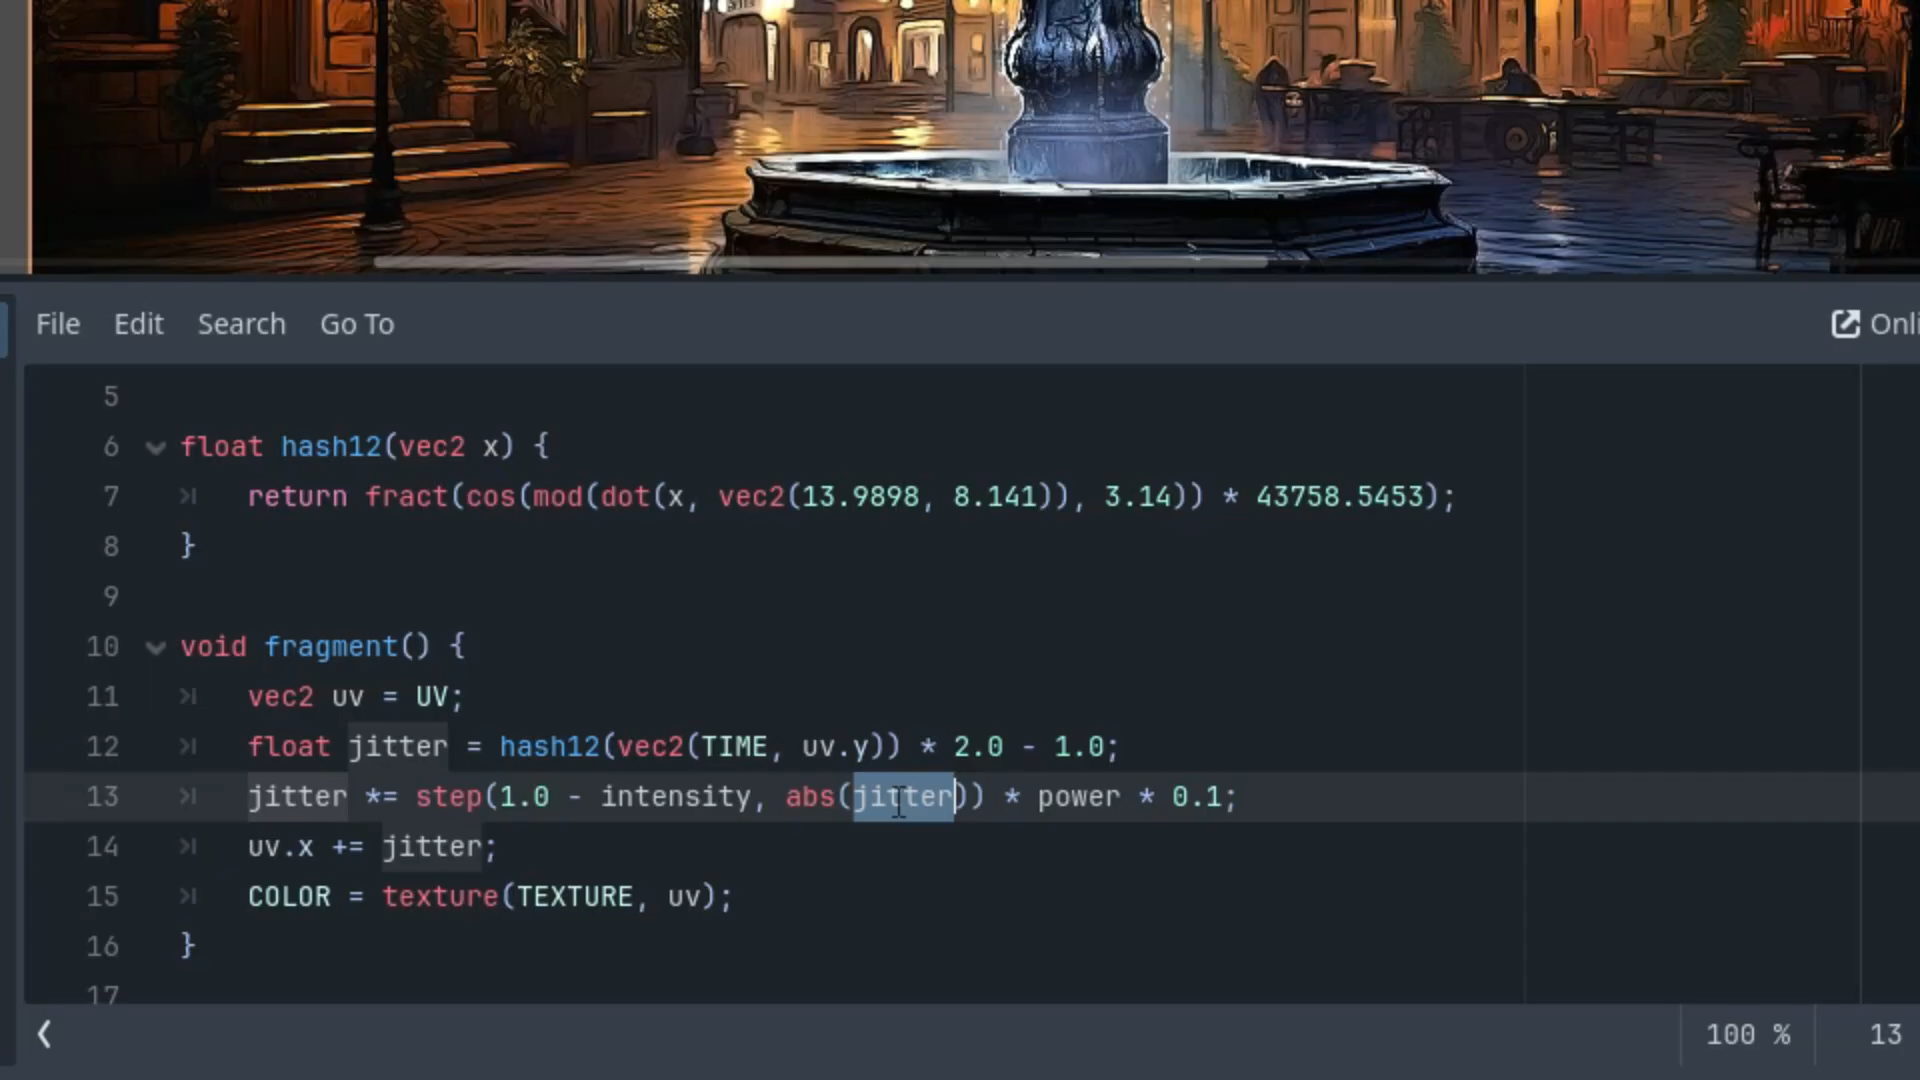 File Edit Search Go To Onli
5
6 float hash12(vec2 x) {
7 return fract(cos(mod(dot(x, vec2(13.9898, 8.141)), 3.14)) * 43758.5453);
8 }
9
10 void fragment() {
11 vec2 uv = UV;
12 float jitter = hash12(vec2(TIME, uv.y)) * 2.0 - 1.0;
13 jitter *= step(1.0 - intensity, abs(jitter)) * power * 0.1;
14 uv.x += jitter;
15 COLOR = texture(TEXTURE, uv);
16 }
17
100 % 13